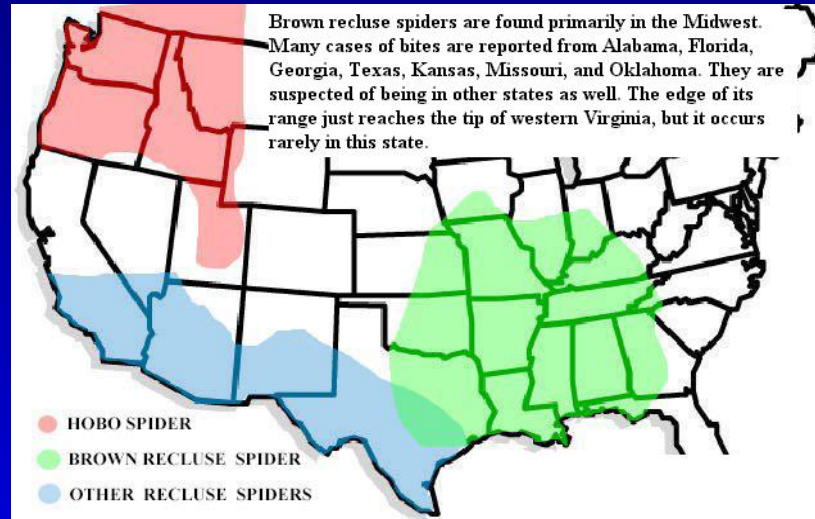 Brown recluse spiders are found primarily in the Midwest.
Many cases of bites are reported from Alabama, Florida,
Georgia, Texas, Kansas, Missouri, and Oklahoma. They are
suspected of being in other states as well. The edge of its
range just reaches the tip of western Virginia, but it occurs
rarely in this state.
HOBO SPIDER
BROWN RECLUSE SPIDER
OTHER RECLUSE SPIDERS